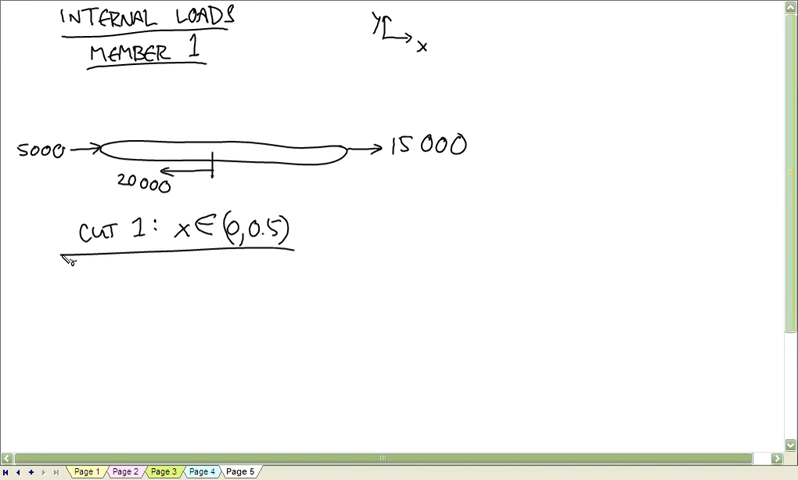 INTERNAL LOADS
MEMBER 1
Y
x
5000
15 000
20000
CUT 1: x ∈ (0, 0.5)
Page 1 Page 2 Page 3 Page 4 Page 5